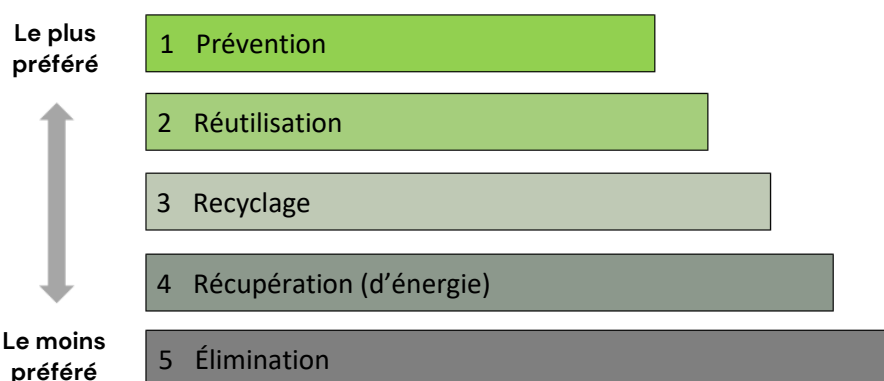 Le plus
préféré
1 Prévention
2 Réutilisation
3 Recyclage
4 Récupération (d'énergie)
Le moins
préféré
5 Élimination